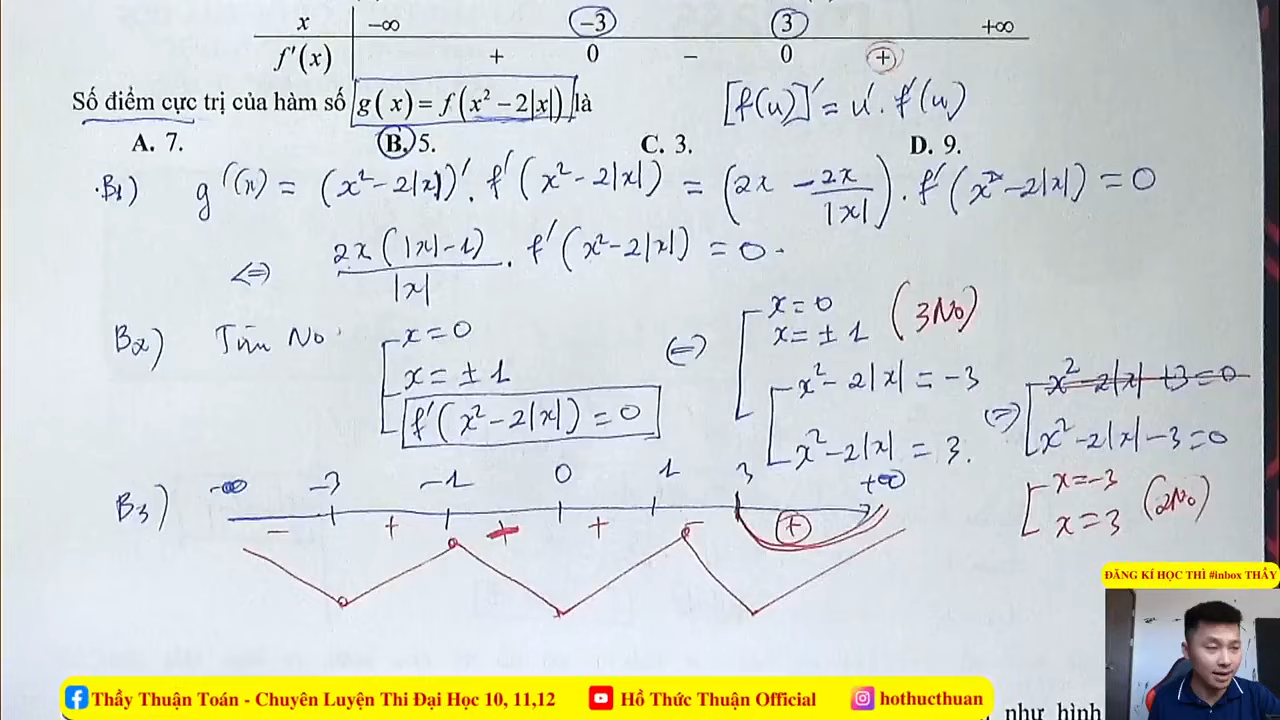 x −∞ −3 3 +∞
f′(x) + 0 − 0 +
Số điểm cực trị của hàm số g(x) = f(x² − 2|x|) là
[f(u)]′ = u′. f′(u)
A. 7. B. 5. C. 3. D. 9.
B1) g′(x) = (x² − 2|x|)′. f′(x² − 2|x|) = (2x − 2x/|x|). f′(x² − 2|x|) = 0
⇔ 2x(|x| − 1)/|x| . f′(x² − 2|x|) = 0.
B2) Tìm No:
x = 0
x = ± 1
f′(x² − 2|x|) = 0
⇔
x = 0
x = ± 1
(3No)
x² − 2|x| = −3
x² − 2|x| = 3.
⇔
x² − 2|x| + 3 = 0
x² − 2|x| − 3 = 0
x = −3
x = 3
(2No)
B3) −∞ −3 −1 0 1 3 +∞
− + + + − +
ĐĂNG KÍ HỌC THÌ #inbox THẦY
Thầy Thuận Toán - Chuyên Luyện Thi Đại Học 10, 11,12 Hồ Thức Thuận Official hothucthuan
như hình